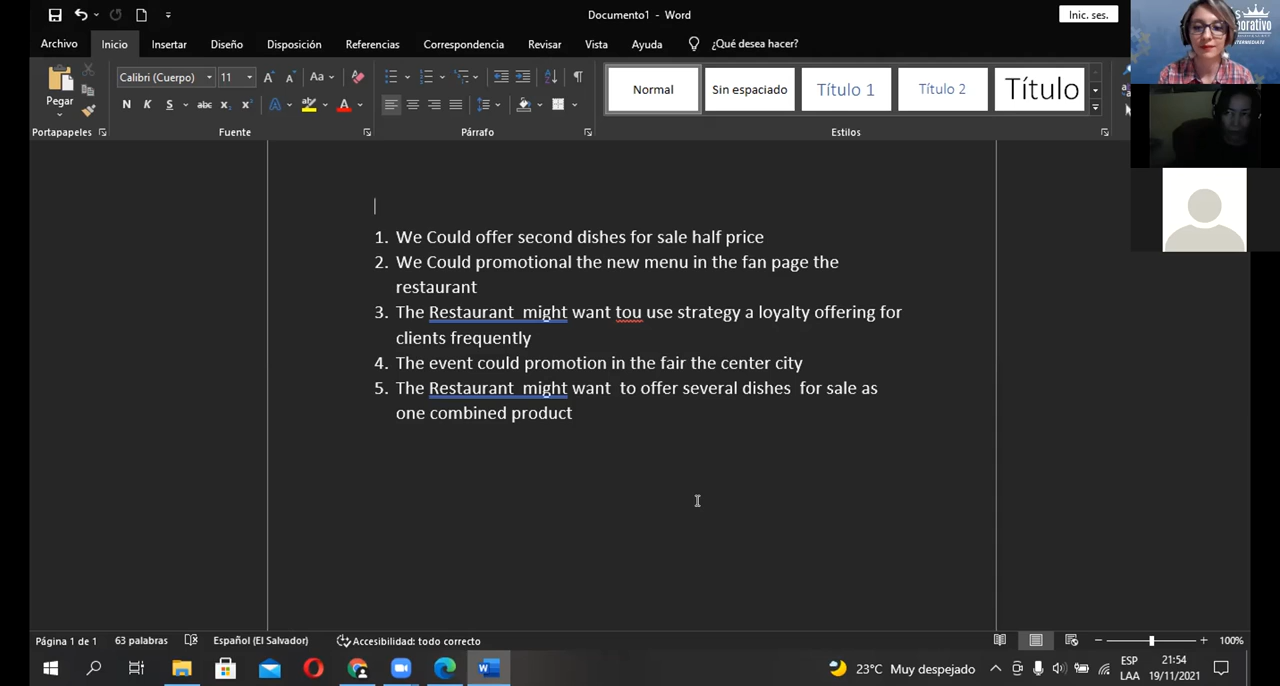 Documento1 - Word
Inic. ses.
Archivo Inicio Insertar Diseño Disposición Referencias Correspondencia Revisar Vista Ayuda ¿Qué desea hacer?
Pegar
Calibri (Cuerpo) 11
Aa
N K S abc x₂ x²
Normal Sin espaciado Título 1 Título 2 Título
Portapapeles Fuente Párrafo Estilos
1. We Could offer second dishes for sale half price
2. We Could promotional the new menu in the fan page the
restaurant
3. The Restaurant might want tou use strategy a loyalty offering for
clients frequently
4. The event could promotion in the fair the center city
5. The Restaurant might want to offer several dishes for sale as
one combined product
Página 1 de 1 63 palabras Español (El Salvador) Accesibilidad: todo correcto 100%
23°C Muy despejado
ESP
LAA
21:54
19/11/2021